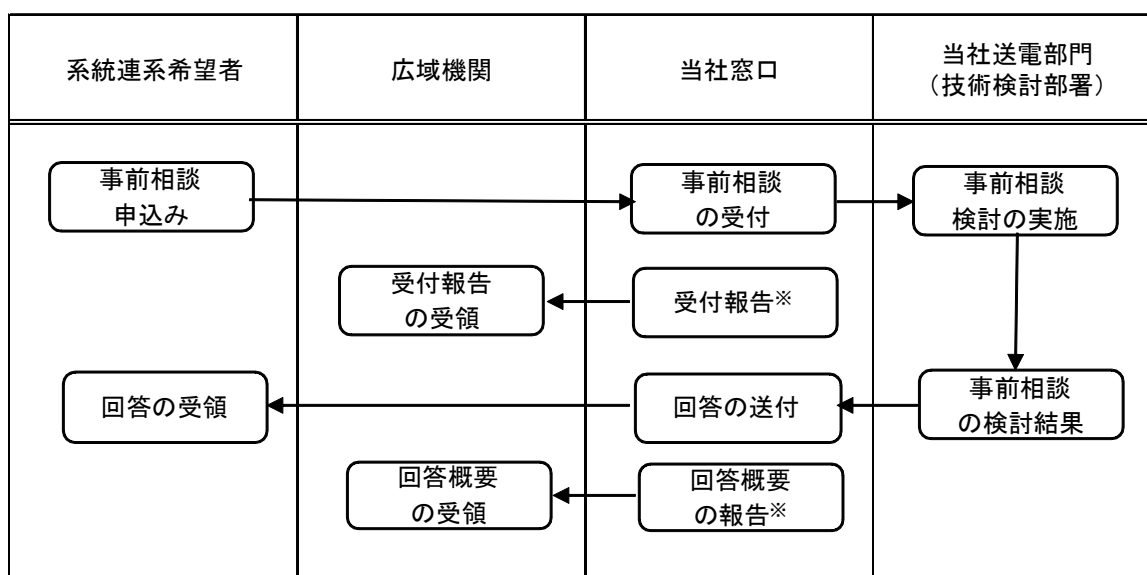 系統連系希望者
広域機関
当社窓口
当社送電部門
（技術検討部署）
事前相談
申込み
事前相談
の受付
事前相談
検討の実施
受付報告
の受領
受付報告※
回答の受領
回答の送付
事前相談
の検討結果
回答概要
の受領
回答概要
の報告※